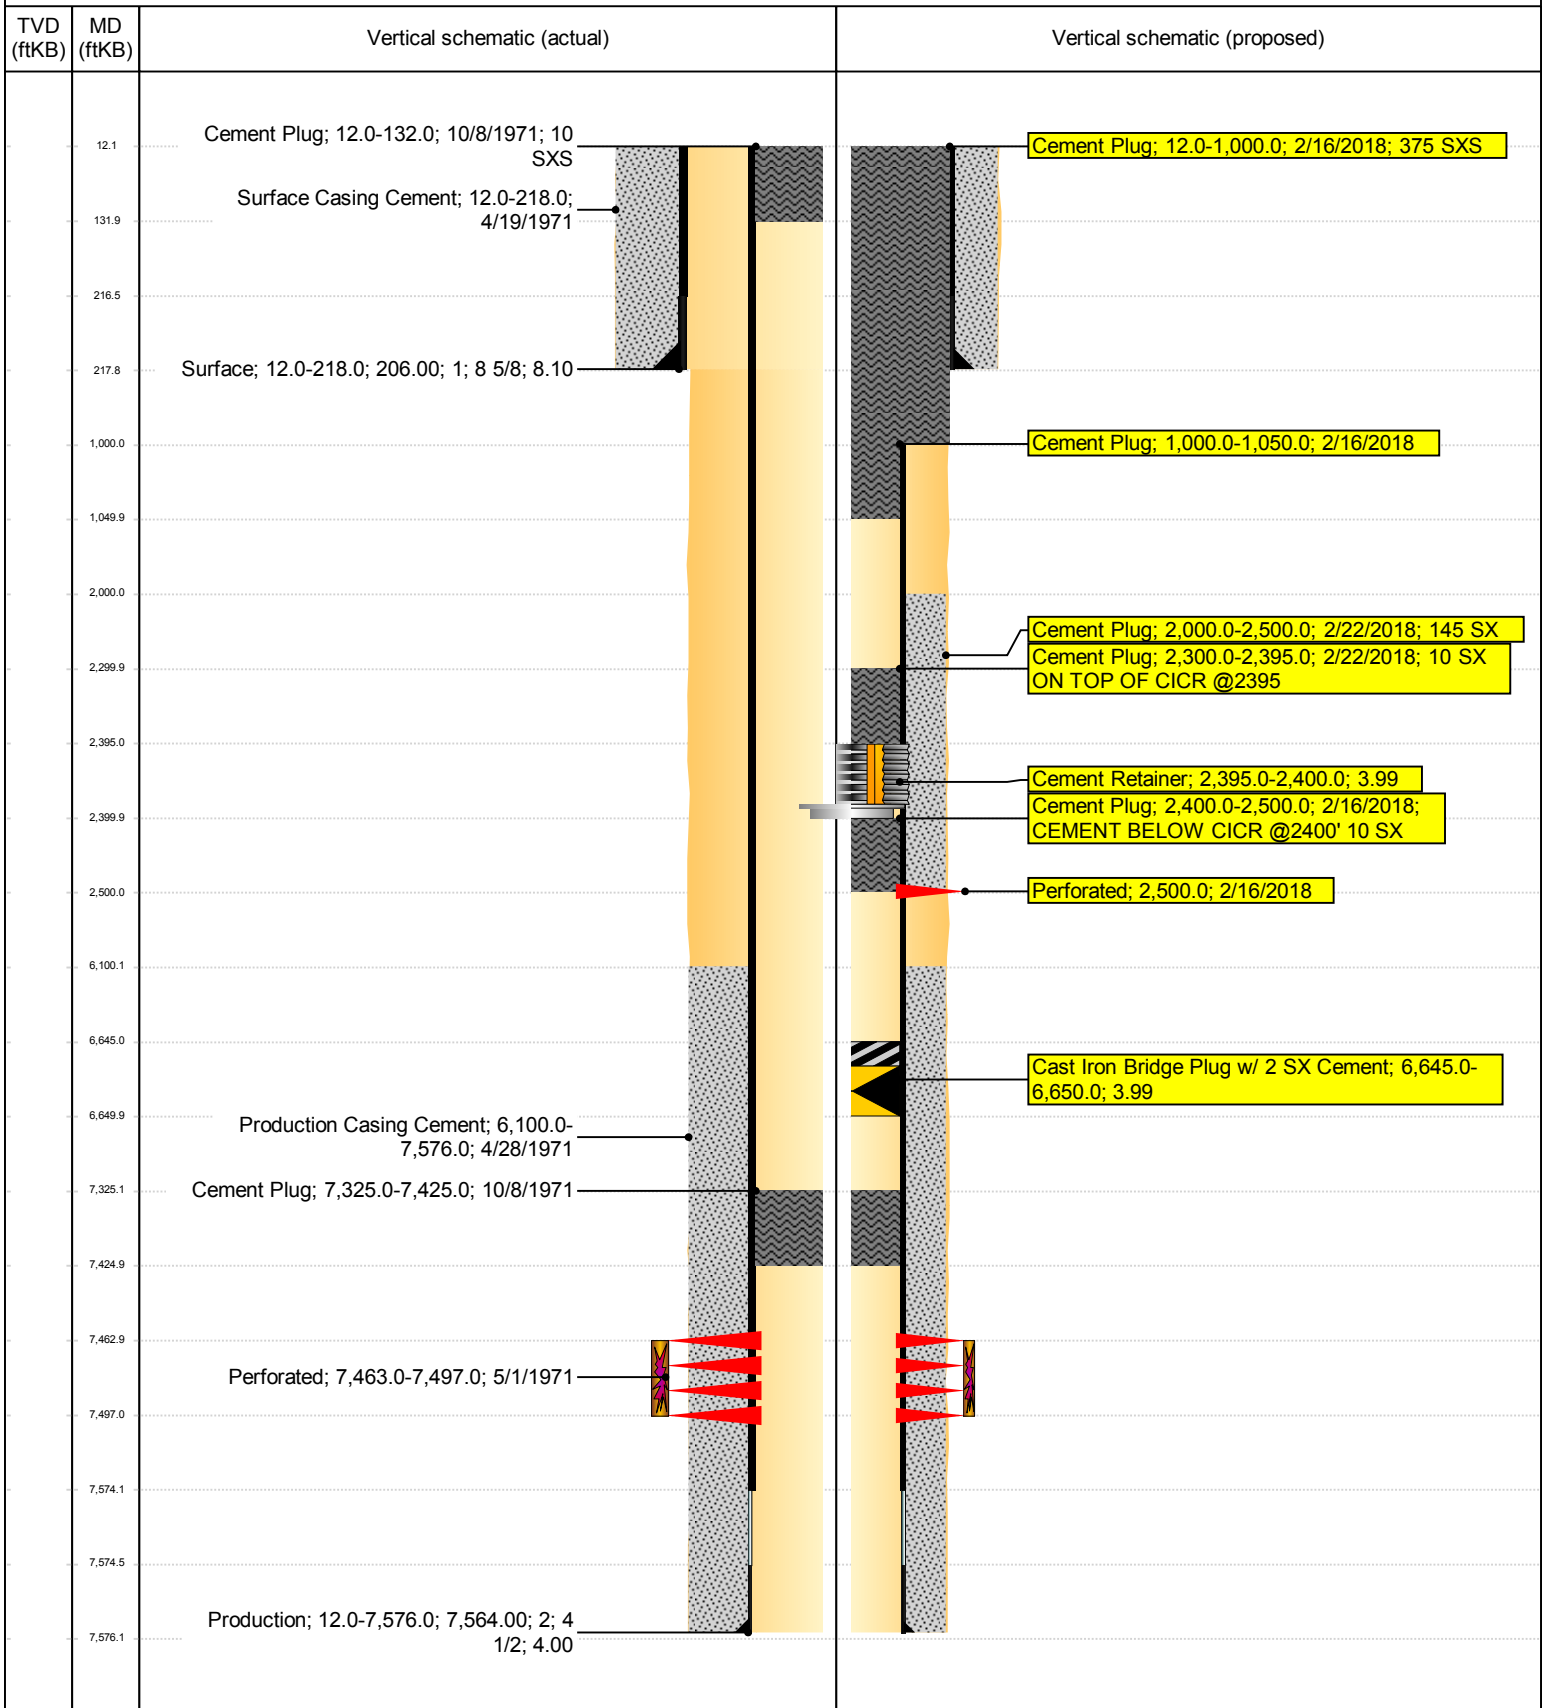 TVD
(ftKB)
MD
(ftKB)
Vertical schematic (actual)
Vertical schematic (proposed)
12.1
131.9
216.5
217.8
1,000.0
1,049.9
2,000.0
2,299.9
2,395.0
2,399.9
2,500.0
6,100.1
6,645.0
6,649.9
7,325.1
7,424.9
7,462.9
7,497.0
7,574.1
7,574.5
7,576.1
Cement Plug; 12.0-132.0; 10/8/1971; 10
SXS
Surface Casing Cement; 12.0-218.0;
4/19/1971
Surface; 12.0-218.0; 206.00; 1; 8 5/8; 8.10
Production Casing Cement; 6,100.0-
7,576.0; 4/28/1971
Cement Plug; 7,325.0-7,425.0; 10/8/1971
Perforated; 7,463.0-7,497.0; 5/1/1971
Production; 12.0-7,576.0; 7,564.00; 2; 4
1/2; 4.00
Cement Plug; 12.0-1,000.0; 2/16/2018; 375 SXS
Cement Plug; 1,000.0-1,050.0; 2/16/2018
Cement Plug; 2,000.0-2,500.0; 2/22/2018; 145 SX
Cement Plug; 2,300.0-2,395.0; 2/22/2018; 10 SX
ON TOP OF CICR @2395
Cement Retainer; 2,395.0-2,400.0; 3.99
Cement Plug; 2,400.0-2,500.0; 2/16/2018;
CEMENT BELOW CICR @2400' 10 SX
Perforated; 2,500.0; 2/16/2018
Cast Iron Bridge Plug w/ 2 SX Cement; 6,645.0-
6,650.0; 3.99